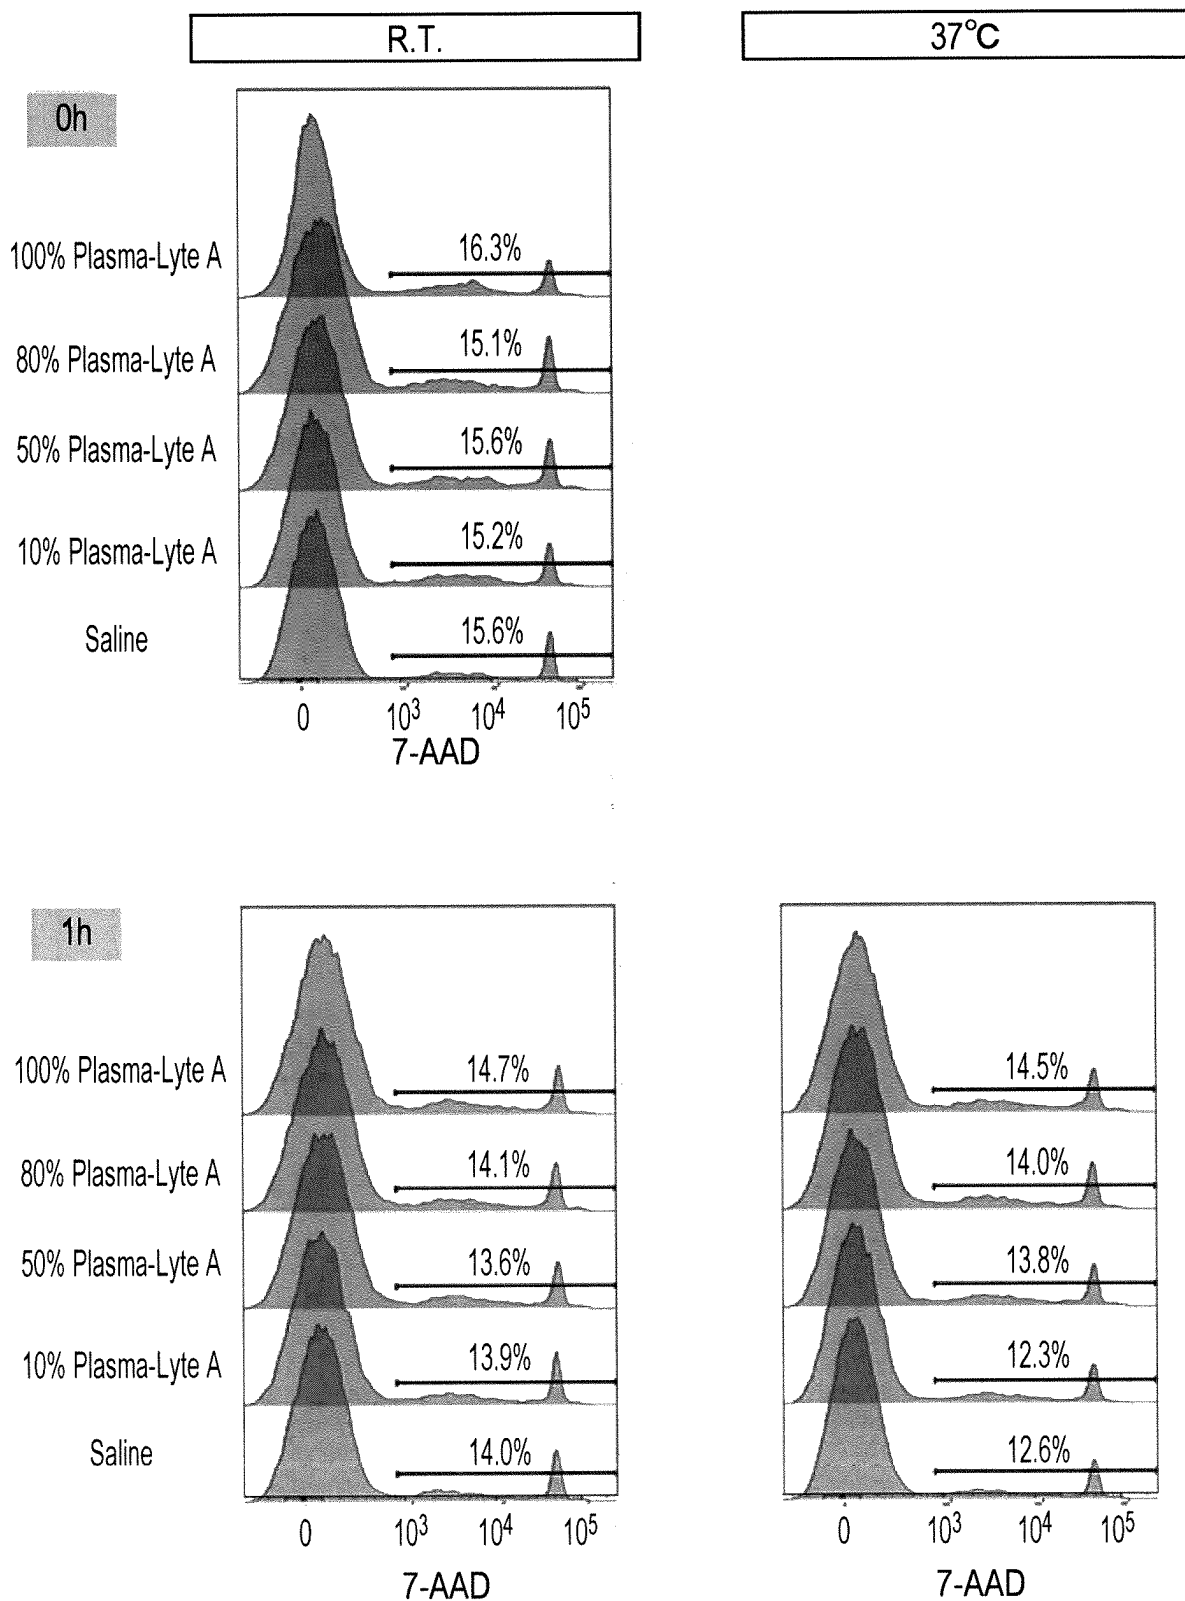 R.T.
37°C
0h
100% Plasma-Lyte A
16.3%
80% Plasma-Lyte A
15.1%
50% Plasma-Lyte A
15.6%
10% Plasma-Lyte A
15.2%
Saline
15.6%
0 10³ 10⁴ 10⁵
7-AAD
1h
100% Plasma-Lyte A
14.7%
14.5%
80% Plasma-Lyte A
14.1%
14.0%
50% Plasma-Lyte A
13.6%
13.8%
10% Plasma-Lyte A
13.9%
12.3%
Saline
14.0%
12.6%
0 10³ 10⁴ 10⁵
0 10³ 10⁴ 10⁵
7-AAD
7-AAD